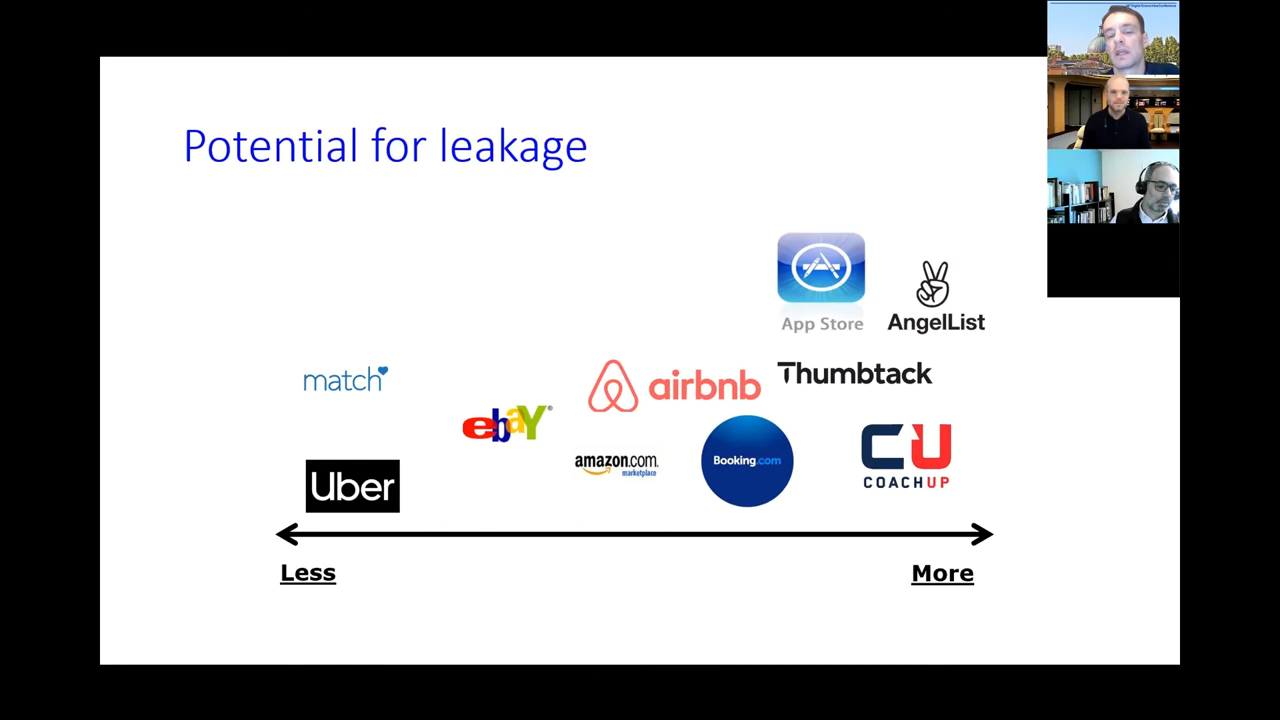 Potential for leakage
App Store
AngelList
match
airbnb
Thumbtack
ebaY
amazon.com
marketplace
Booking.com
CU
COACHUP
Uber
Less
More